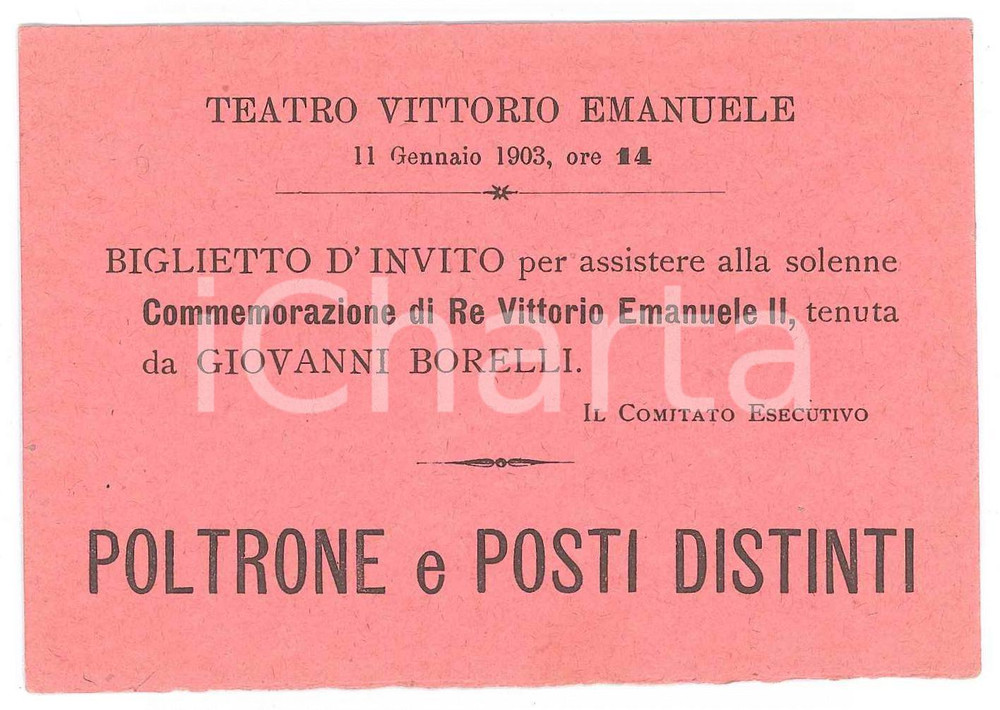 TEATRO VITTORIO EMANUELE
11 Gennaio 1903, ore 14
BIGLIETTO D' INVITO per assistere alla solenne
Commemorazione di Re Vittorio Emanuele II, tenuta
da GIOVANNI BORELLI.
IL COMITATO ESECUTIVO
iCharta
POLTRONE e POSTI DISTINTI